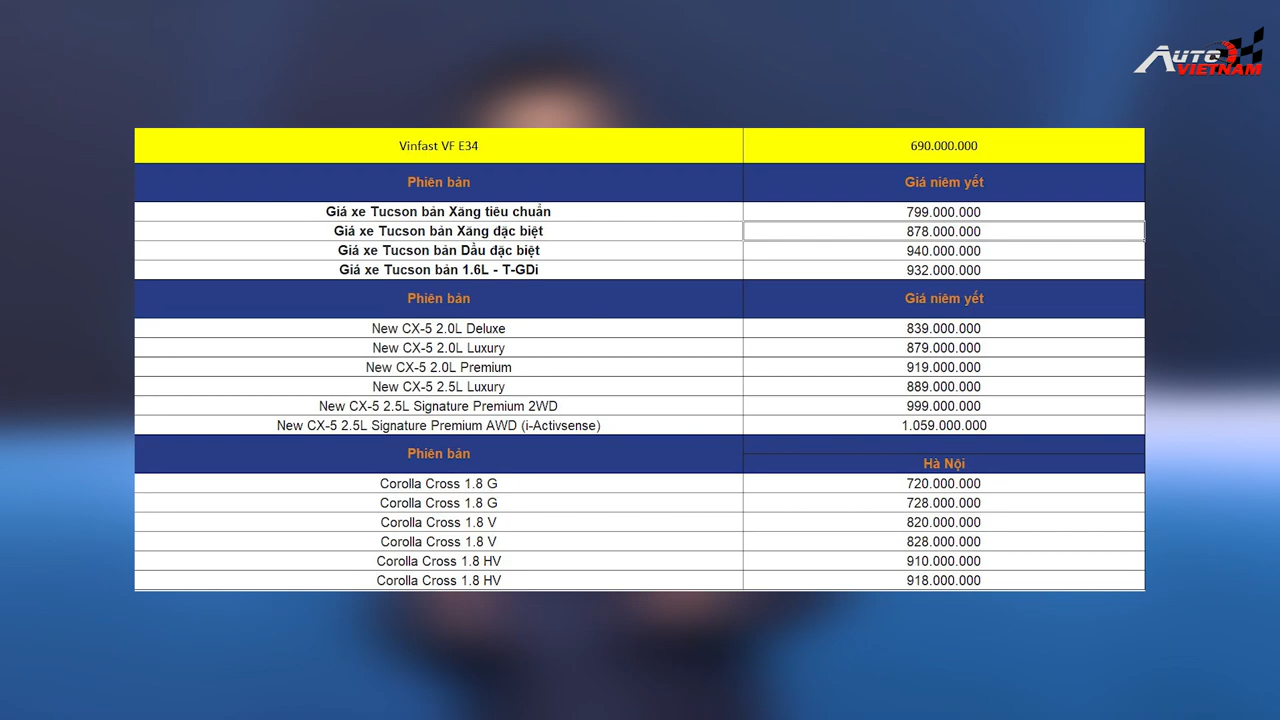 AUTO
VIETNAM
Vinfast VF E34 690.000.000
Phiên bản Giá niêm yết
Giá xe Tucson bản Xăng tiêu chuẩn 799.000.000
Giá xe Tucson bản Xăng đặc biệt 878.000.000
Giá xe Tucson bản Dầu đặc biệt 940.000.000
Giá xe Tucson bản 1.6L - T-GDi 932.000.000
Phiên bản Giá niêm yết
New CX-5 2.0L Deluxe 839.000.000
New CX-5 2.0L Luxury 879.000.000
New CX-5 2.0L Premium 919.000.000
New CX-5 2.5L Luxury 889.000.000
New CX-5 2.5L Signature Premium 2WD 999.000.000
New CX-5 2.5L Signature Premium AWD (i-Activsense) 1.059.000.000
Phiên bản
Hà Nội
Corolla Cross 1.8 G 720.000.000
Corolla Cross 1.8 G 728.000.000
Corolla Cross 1.8 V 820.000.000
Corolla Cross 1.8 V 828.000.000
Corolla Cross 1.8 HV 910.000.000
Corolla Cross 1.8 HV 918.000.000